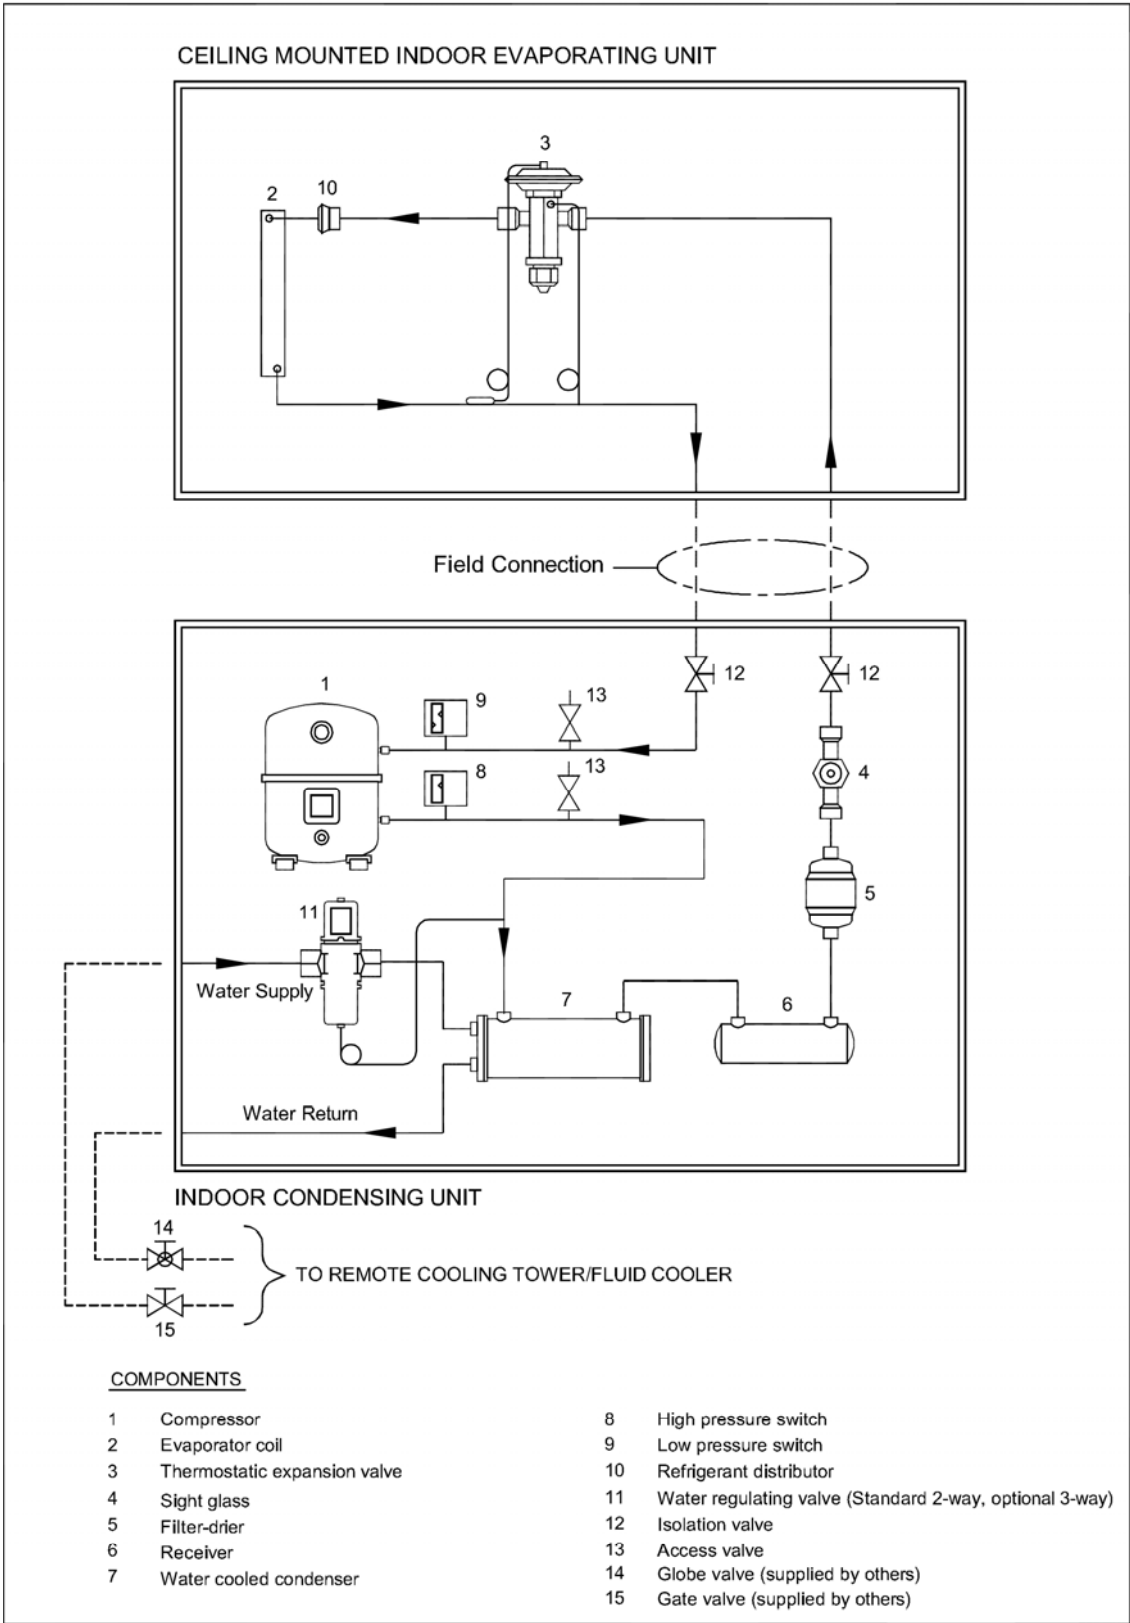 CEILING MOUNTED INDOOR EVAPORATING UNIT
3
2
10
Field Connection
12
12
1
9
13
8
13
4
5
11
Water Supply
7
6
Water Return
INDOOR CONDENSING UNIT
14
TO REMOTE COOLING TOWER/FLUID COOLER
15
COMPONENTS
1 Compressor
2 Evaporator coil
3 Thermostatic expansion valve
4 Sight glass
5 Filter-drier
6 Receiver
7 Water cooled condenser
8 High pressure switch
9 Low pressure switch
10 Refrigerant distributor
11 Water regulating valve (Standard 2-way, optional 3-way)
12 Isolation valve
13 Access valve
14 Globe valve (supplied by others)
15 Gate valve (supplied by others)